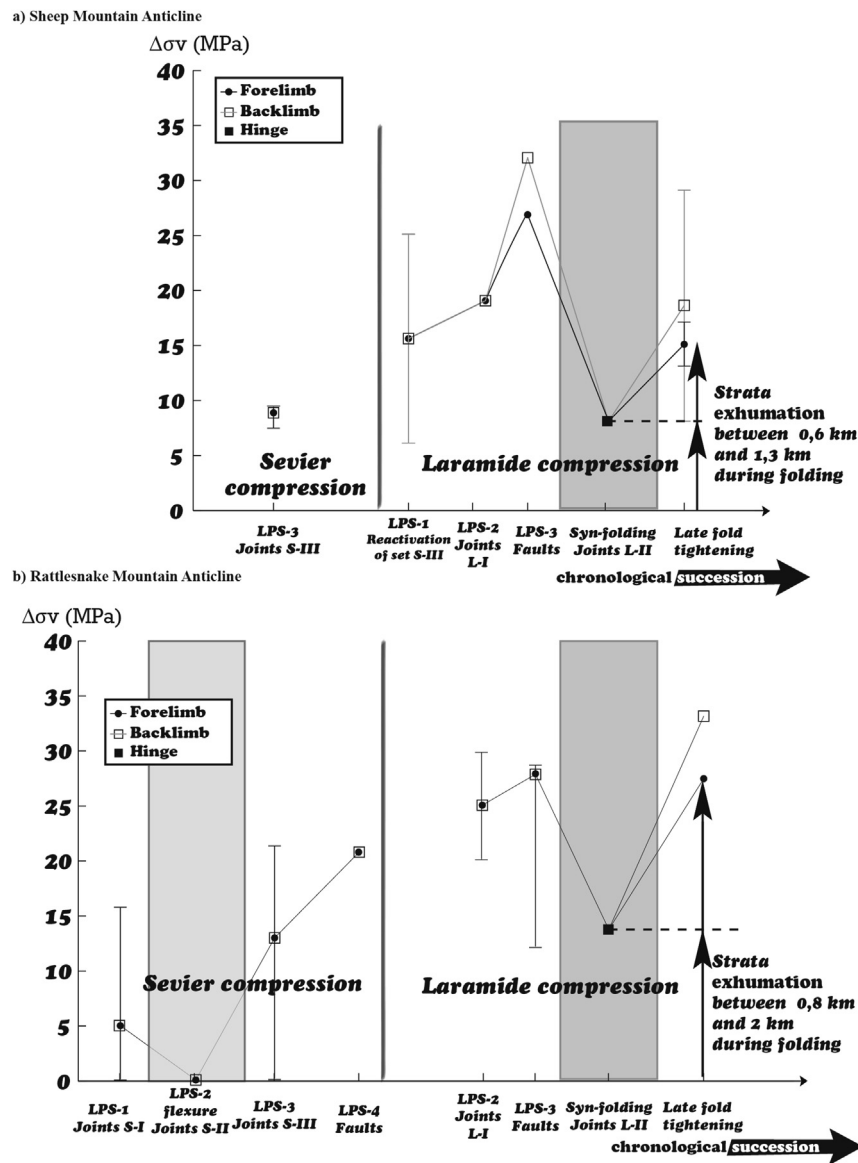 a) Sheep Mountain Anticline
Δσv (MPa)
40
35
30
25
20
15
10
5
0
Forelimb
Backlimb
Hinge
Sevier
compression
Laramide compression
Strata
exhumation
between 0,6 km
and 1,3 km
during folding
LPS-3
Joints S-III
LPS-1
Reactivation
of set S-III
LPS-2
Joints
L-I
LPS-3
Faults
Syn-folding
Joints L-II
Late fold
tightening
chronological succession
b) Rattlesnake Mountain Anticline
Δσv (MPa)
40
35
30
25
20
15
10
5
0
Forelimb
Backlimb
Hinge
Sevier compression
Laramide compression
Strata
exhumation
between 0,8 km
and 2 km
during folding
LPS-1
Joints S-I
LPS-2
flexure
Joints S-II
LPS-3
Joints S-III
LPS-4
Faults
LPS-2
Joints
L-I
LPS-3
Faults
Syn-folding
Joints L-II
Late fold
tightening
chronological succession